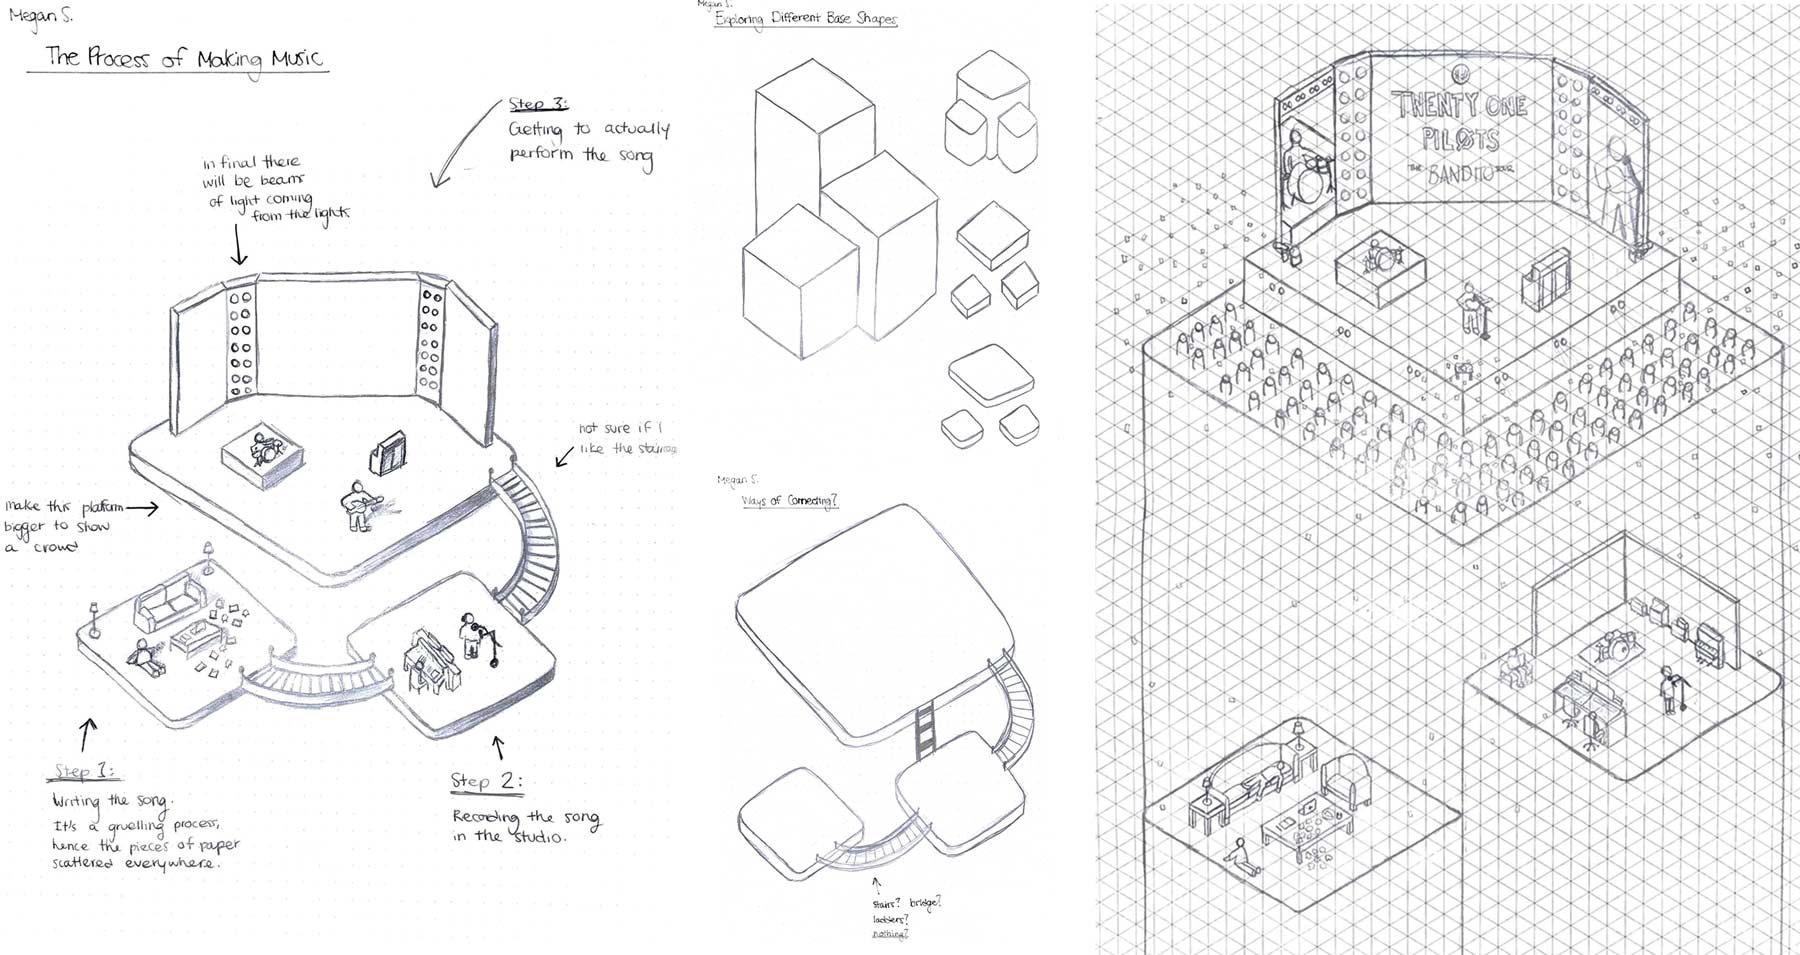 Megan S.
The Process of Making Music
Step 3:
Getting to actually
perform the song
in final there
will be beams
of light coming
from the lights
not sure if I
like the staircase
make this platform
bigger to show
a crowd
Step 1:
Writing the song.
It's a gruelling process,
hence the pieces of paper
scattered everywhere.
Step 2:
Recording the song
in the studio.
Megan S.
Exploring Different Base Shapes
Megan S.
Ways of Connecting?
stairs? bridge?
ladders?
nothing?
TWENTY ONE
PILØTS
THE BANDITO TOUR